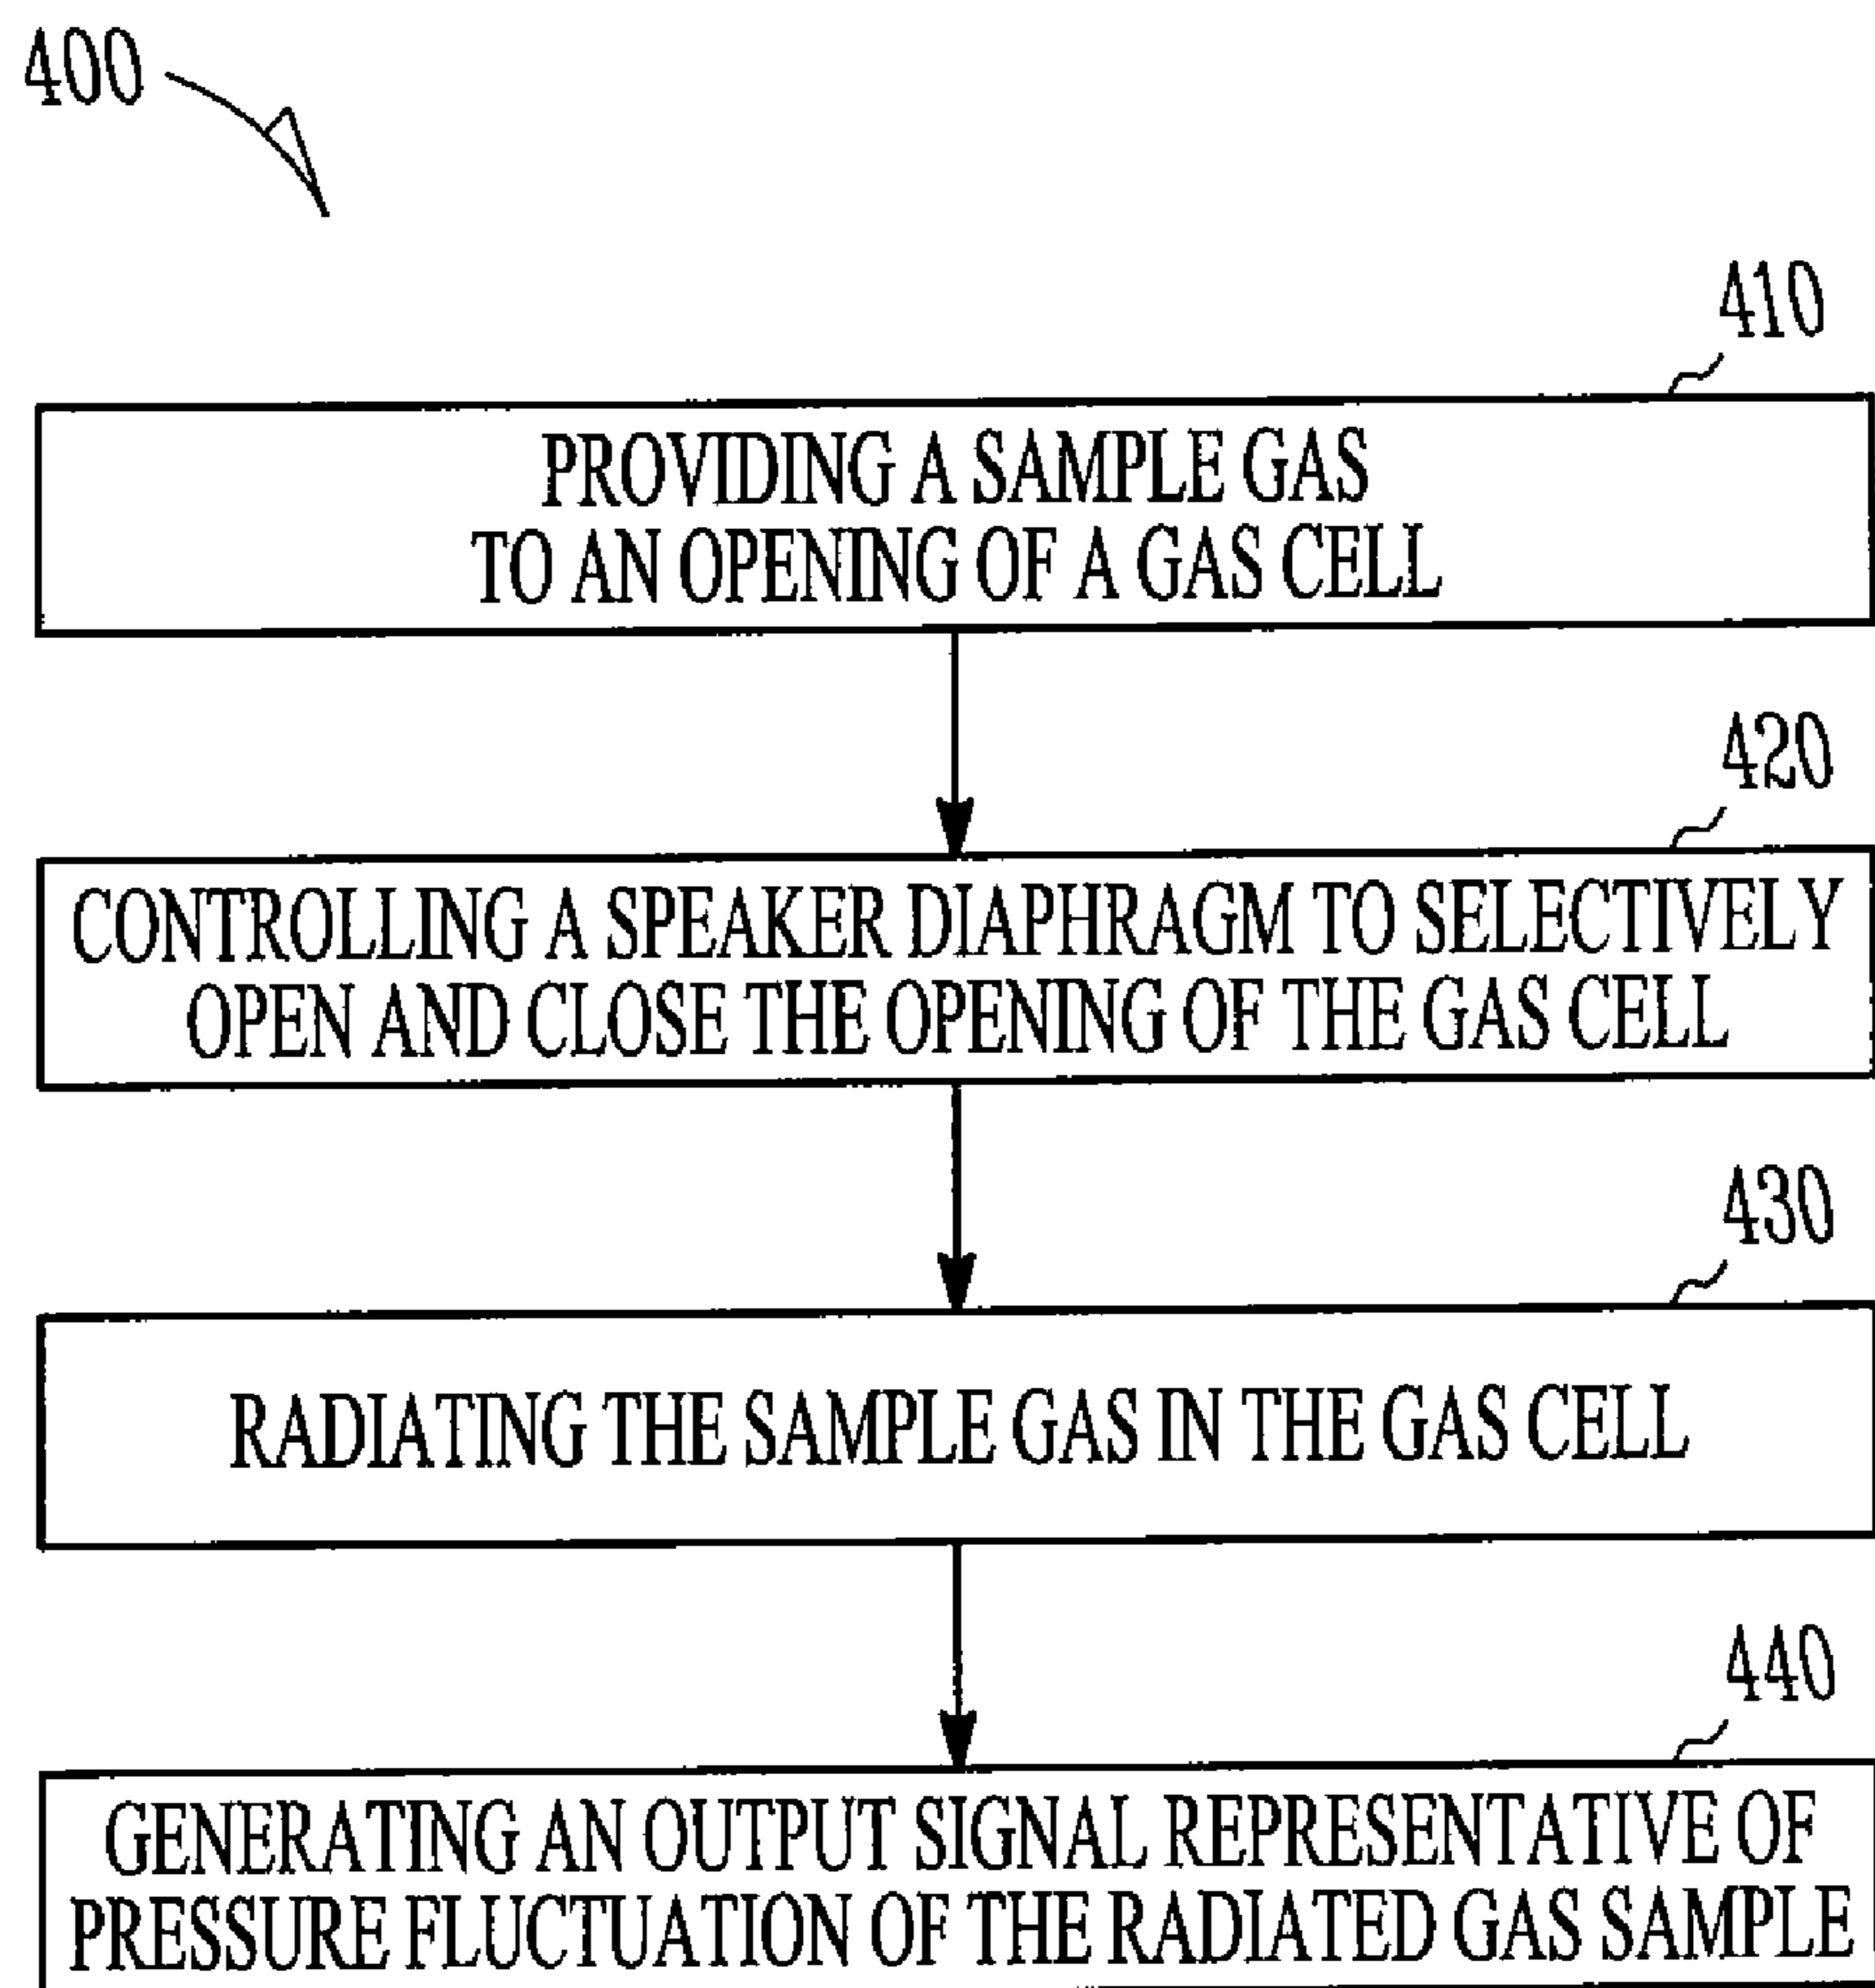 400
410
PROVIDING A SAMPLE GAS
TO AN OPENING OF A GAS CELL
420
CONTROLLING A SPEAKER DIAPHRAGM TO SELECTIVELY
OPEN AND CLOSE THE OPENING OF THE GAS CELL
430
RADIATING THE SAMPLE GAS IN THE GAS CELL
440
GENERATING AN OUTPUT SIGNAL REPRESENTATIVE OF
PRESSURE FLUCTUATION OF THE RADIATED GAS SAMPLE